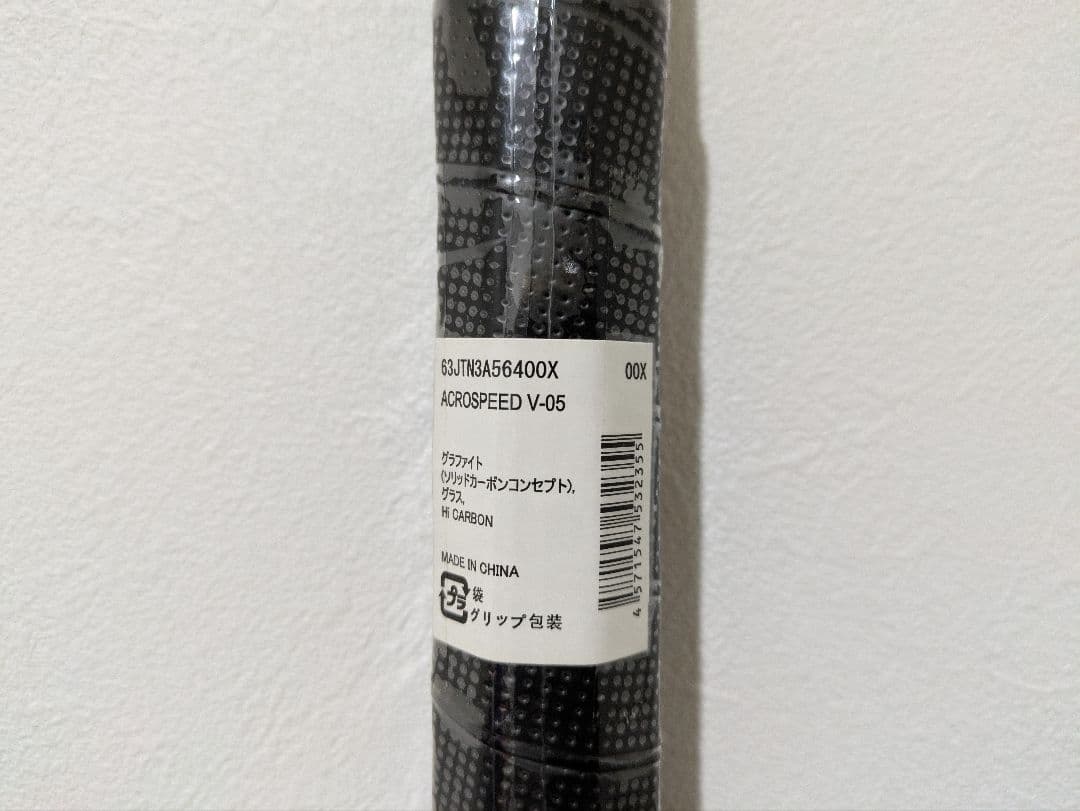 63JTN3A56400X 00X
ACROSPEED V-05
グラファイト
(ソリッドカーボンコンセプト),
グラス,
Hi CARBON
MADE IN CHINA
プラ 袋
グリップ包装
4571547532355